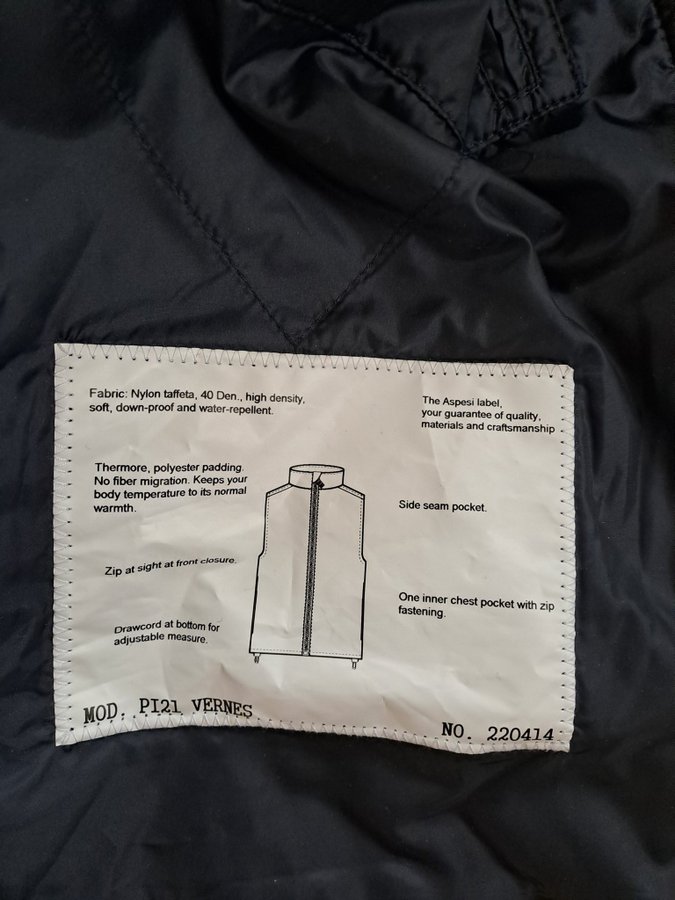 Fabric: Nylon taffeta, 40 Den., high density,
soft, down-proof and water-repellent.
The Aspesi label,
your guarantee of quality,
materials and craftsmanship
Thermore, polyester padding.
No fiber migration. Keeps your
body temperature to its normal
warmth.
Side seam pocket.
Zip at sight at front closure.
One inner chest pocket with zip
fastening.
Drawcord at bottom for
adjustable measure.
MOD. PI21 VERNES
NO. 220414